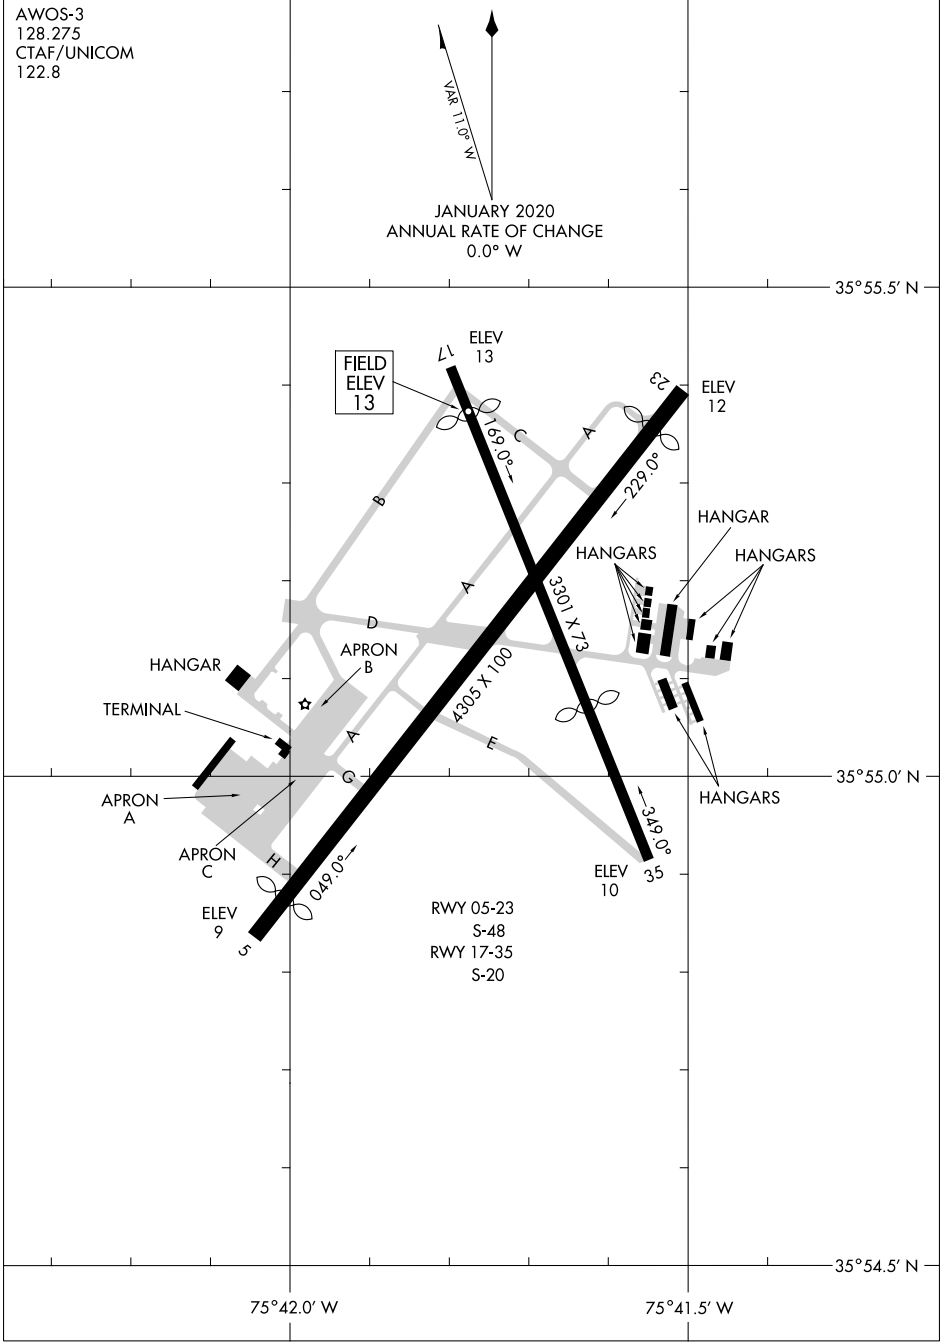 AWOS-3
128.275
CTAF/UNICOM
122.8
VAR 11.0° W
JANUARY 2020
ANNUAL RATE OF CHANGE
0.0° W
35°55.5' N
17
ELEV
13
FIELD
ELEV
13
23
ELEV
12
169.0°
C
A
229.0°
B
HANGAR
HANGARS
HANGARS
A
3301 X 73
D
APRON
B
HANGAR
4305 X 100
TERMINAL
A
E
G
35°55.0' N
APRON
A
HANGARS
349.0°
APRON
C
H
049.0°
ELEV
10
35
ELEV
9
5
RWY 05-23
S-48
RWY 17-35
S-20
35°54.5' N
75°42.0' W
75°41.5' W